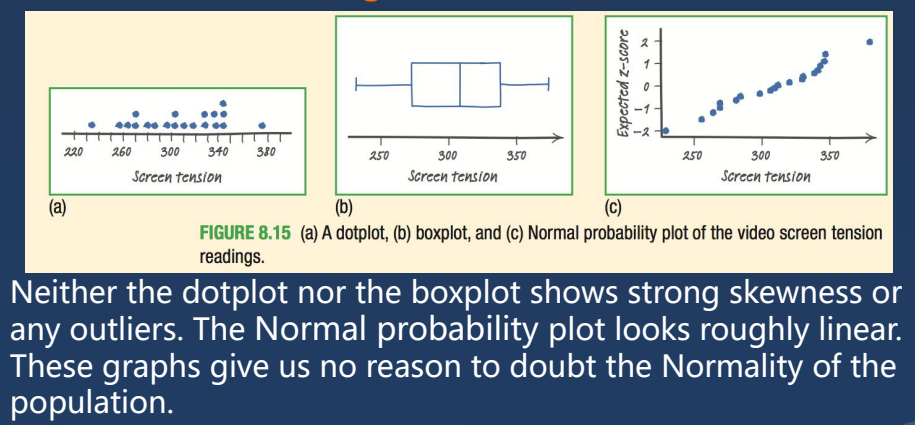 220 260 300 340 380
Screen tension
(a)
250 300 350
Screen tension
(b)
Expected z-score
2
1
0
-1
-2
250 300 350
Screen tension
(c)
FIGURE 8.15 (a) A dotplot, (b) boxplot, and (c) Normal probability plot of the video screen tension
readings.
Neither the dotplot nor the boxplot shows strong skewness or
any outliers. The Normal probability plot looks roughly linear.
These graphs give us no reason to doubt the Normality of the
population.